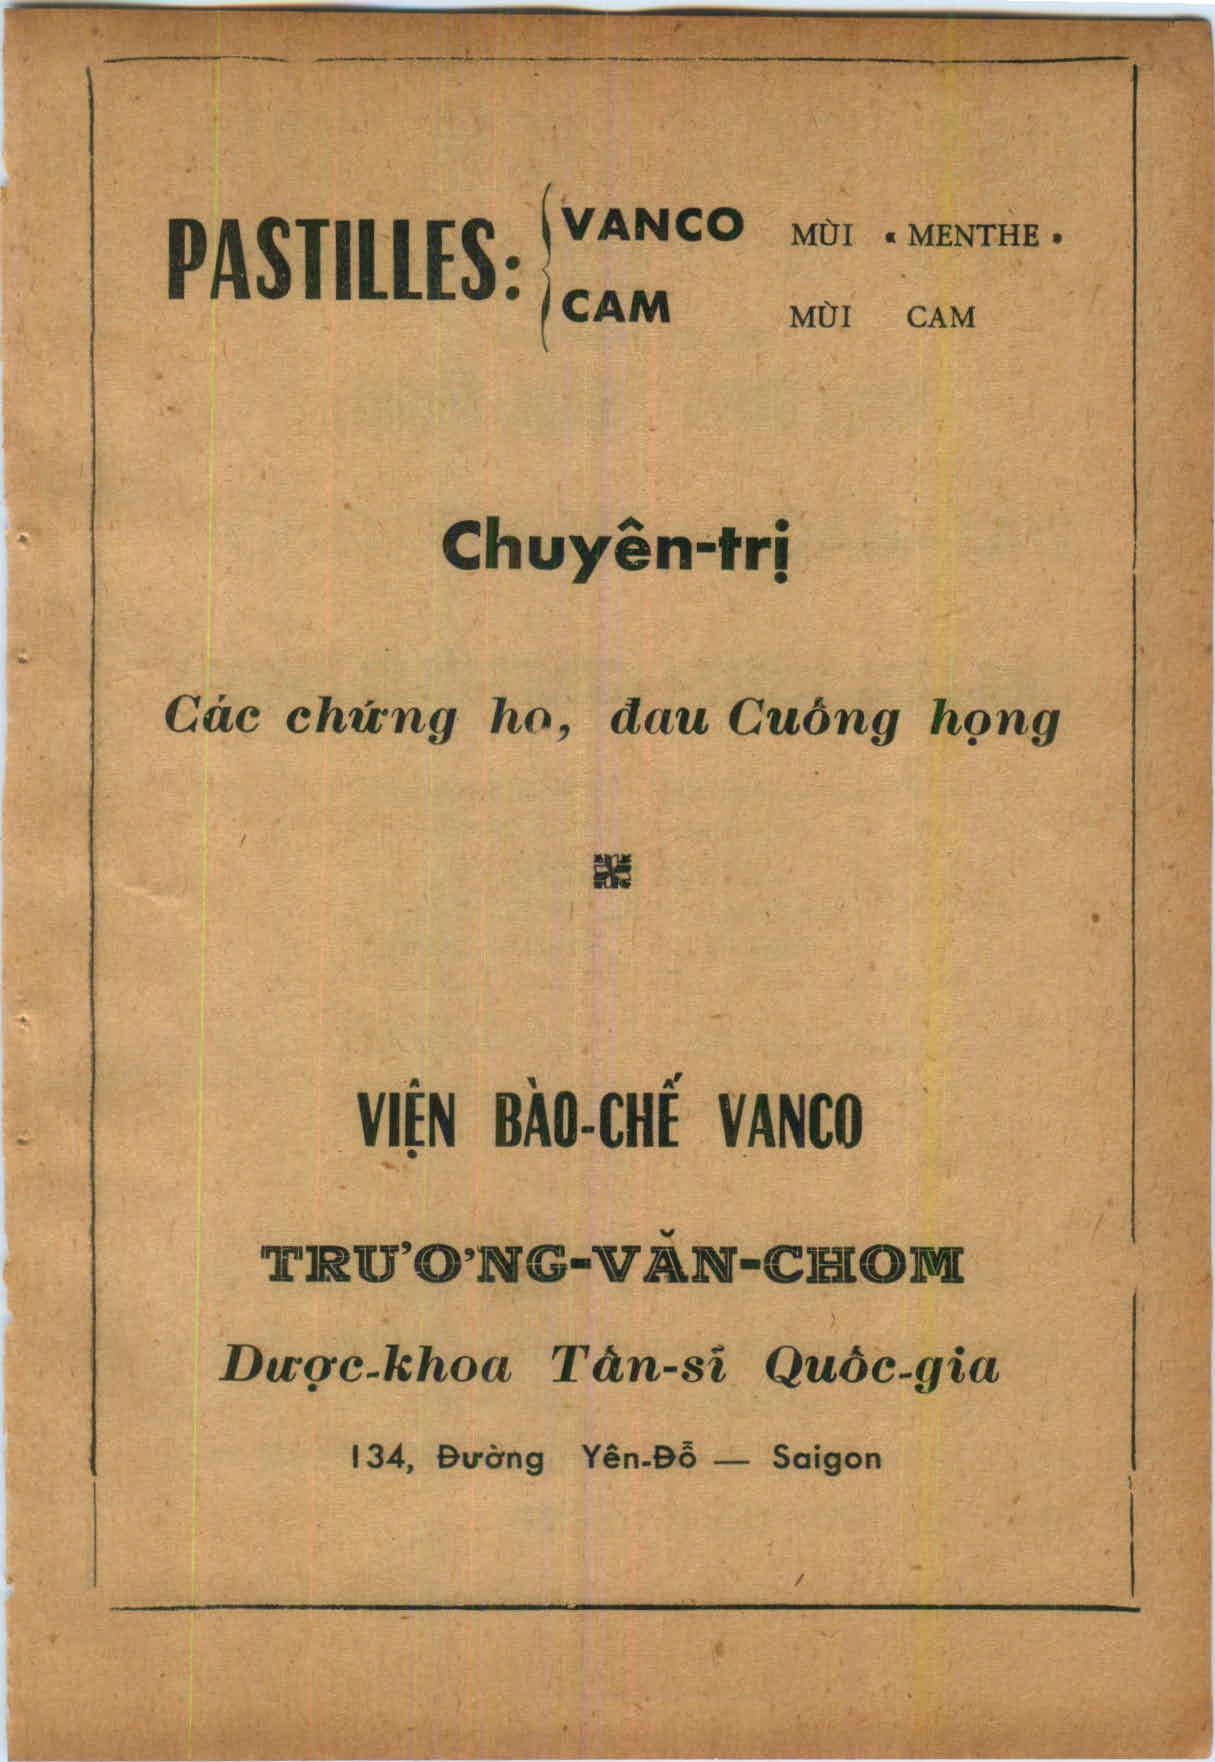 PASTILLES: { VANCO MÙI « MENTHE »
CAM MÙI CAM
Chuyên-trị
Các chứng ho, đau Cuống họng
VIỆN BÀO-CHẾ VANCO
TRƯƠNG-VĂN-CHOM
Dược-khoa Tấn-sĩ Quốc-gia
134, Đường Yên-Đỗ — Saigon